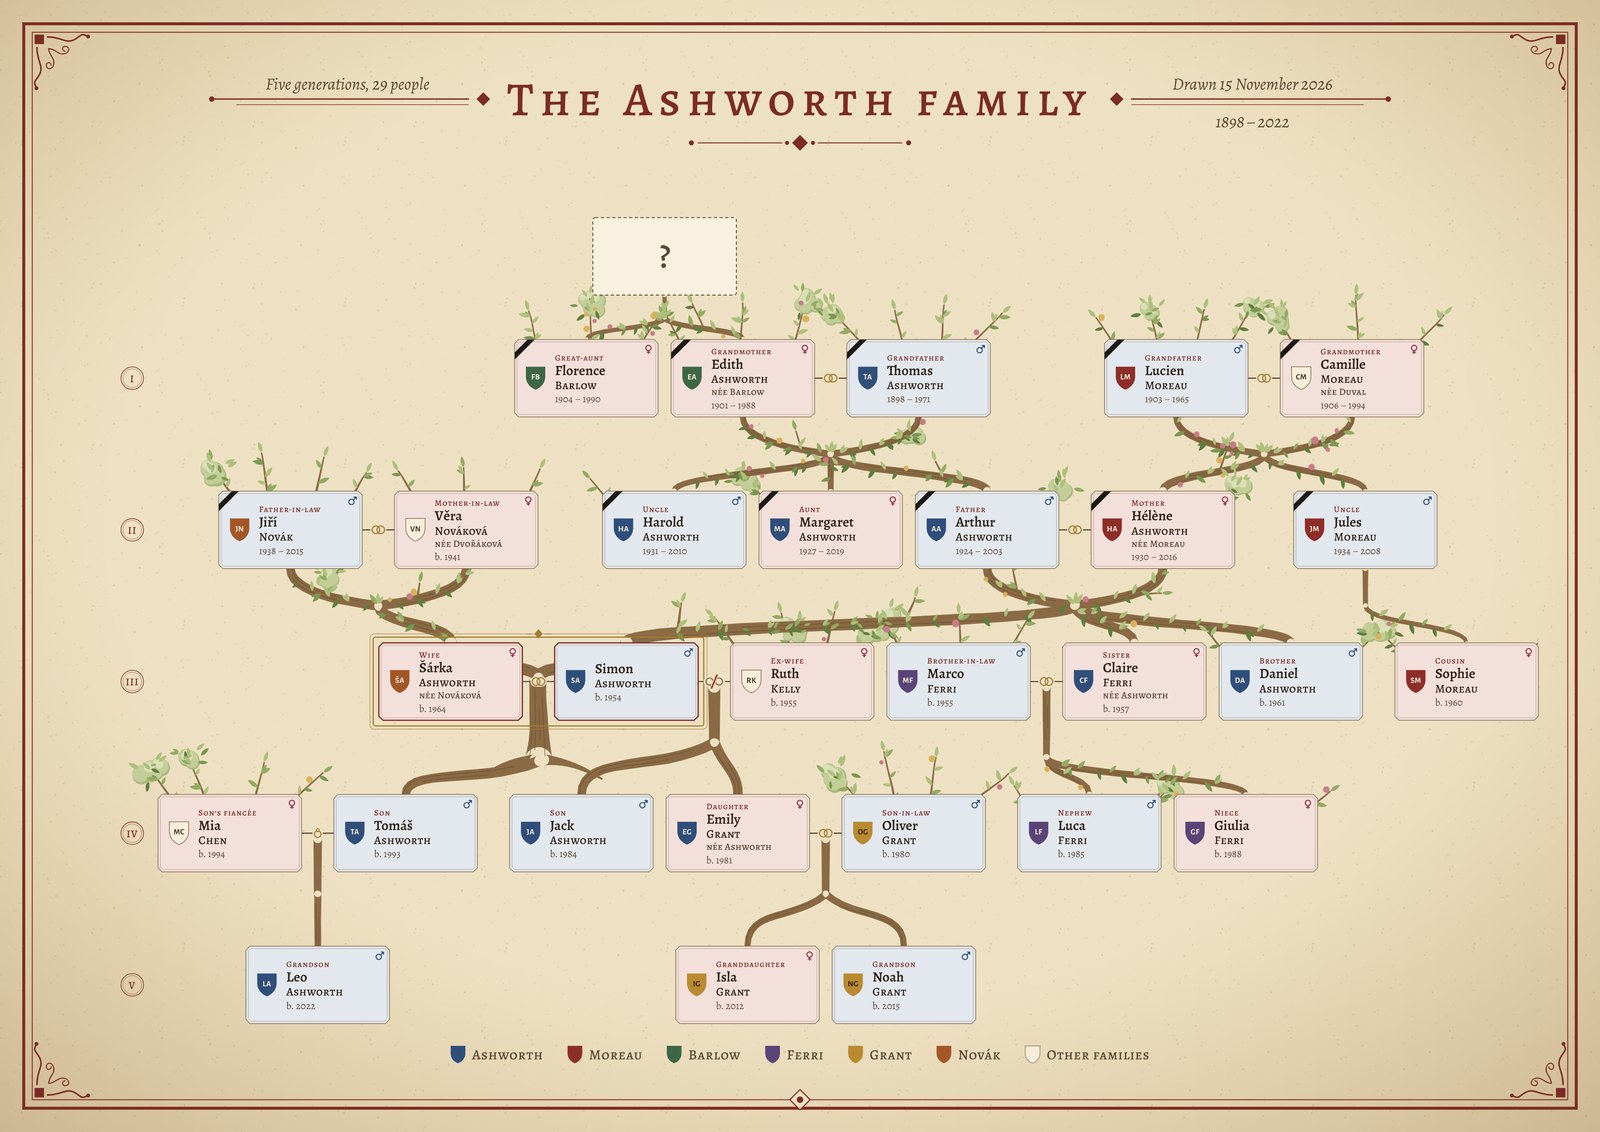 Five generations, 29 people
The Ashworth family
Drawn 15 November 2026
1898 – 2022
?
I
Great-aunt
FB
Florence
Barlow
1904 – 1990
Grandmother
EA
Edith
Ashworth
née Barlow
1901 – 1988
Grandfather
TA
Thomas
Ashworth
1898 – 1971
Grandfather
LM
Lucien
Moreau
1903 – 1965
Grandmother
CM
Camille
Moreau
née Duval
1906 – 1994
II
Father-in-law
JN
Jiří
Novák
1938 – 2015
Mother-in-law
VN
Věra
Nováková
née Dvořáková
b. 1941
Uncle
HA
Harold
Ashworth
1931 – 2010
Aunt
MA
Margaret
Ashworth
1927 – 2019
Father
AA
Arthur
Ashworth
1924 – 2003
Mother
HA
Hélène
Ashworth
née Moreau
1930 – 2016
Uncle
JM
Jules
Moreau
1934 – 2008
III
Wife
ŠA
Šárka
Ashworth
née Nováková
b. 1964
SA
Simon
Ashworth
b. 1954
Ex-wife
RK
Ruth
Kelly
b. 1955
Brother-in-law
MF
Marco
Ferri
b. 1955
Sister
CF
Claire
Ferri
née Ashworth
b. 1957
Brother
DA
Daniel
Ashworth
b. 1961
Cousin
SM
Sophie
Moreau
b. 1960
IV
Son's fiancée
MC
Mia
Chen
b. 1994
Son
TA
Tomáš
Ashworth
b. 1993
Son
JA
Jack
Ashworth
b. 1984
Daughter
EG
Emily
Grant
née Ashworth
b. 1981
Son-in-law
OG
Oliver
Grant
b. 1980
Nephew
LF
Luca
Ferri
b. 1985
Niece
GF
Giulia
Ferri
b. 1988
V
Grandson
LA
Leo
Ashworth
b. 2022
Granddaughter
IG
Isla
Grant
b. 2012
Grandson
NG
Noah
Grant
b. 2015
Ashworth
Moreau
Barlow
Ferri
Grant
Novák
Other families